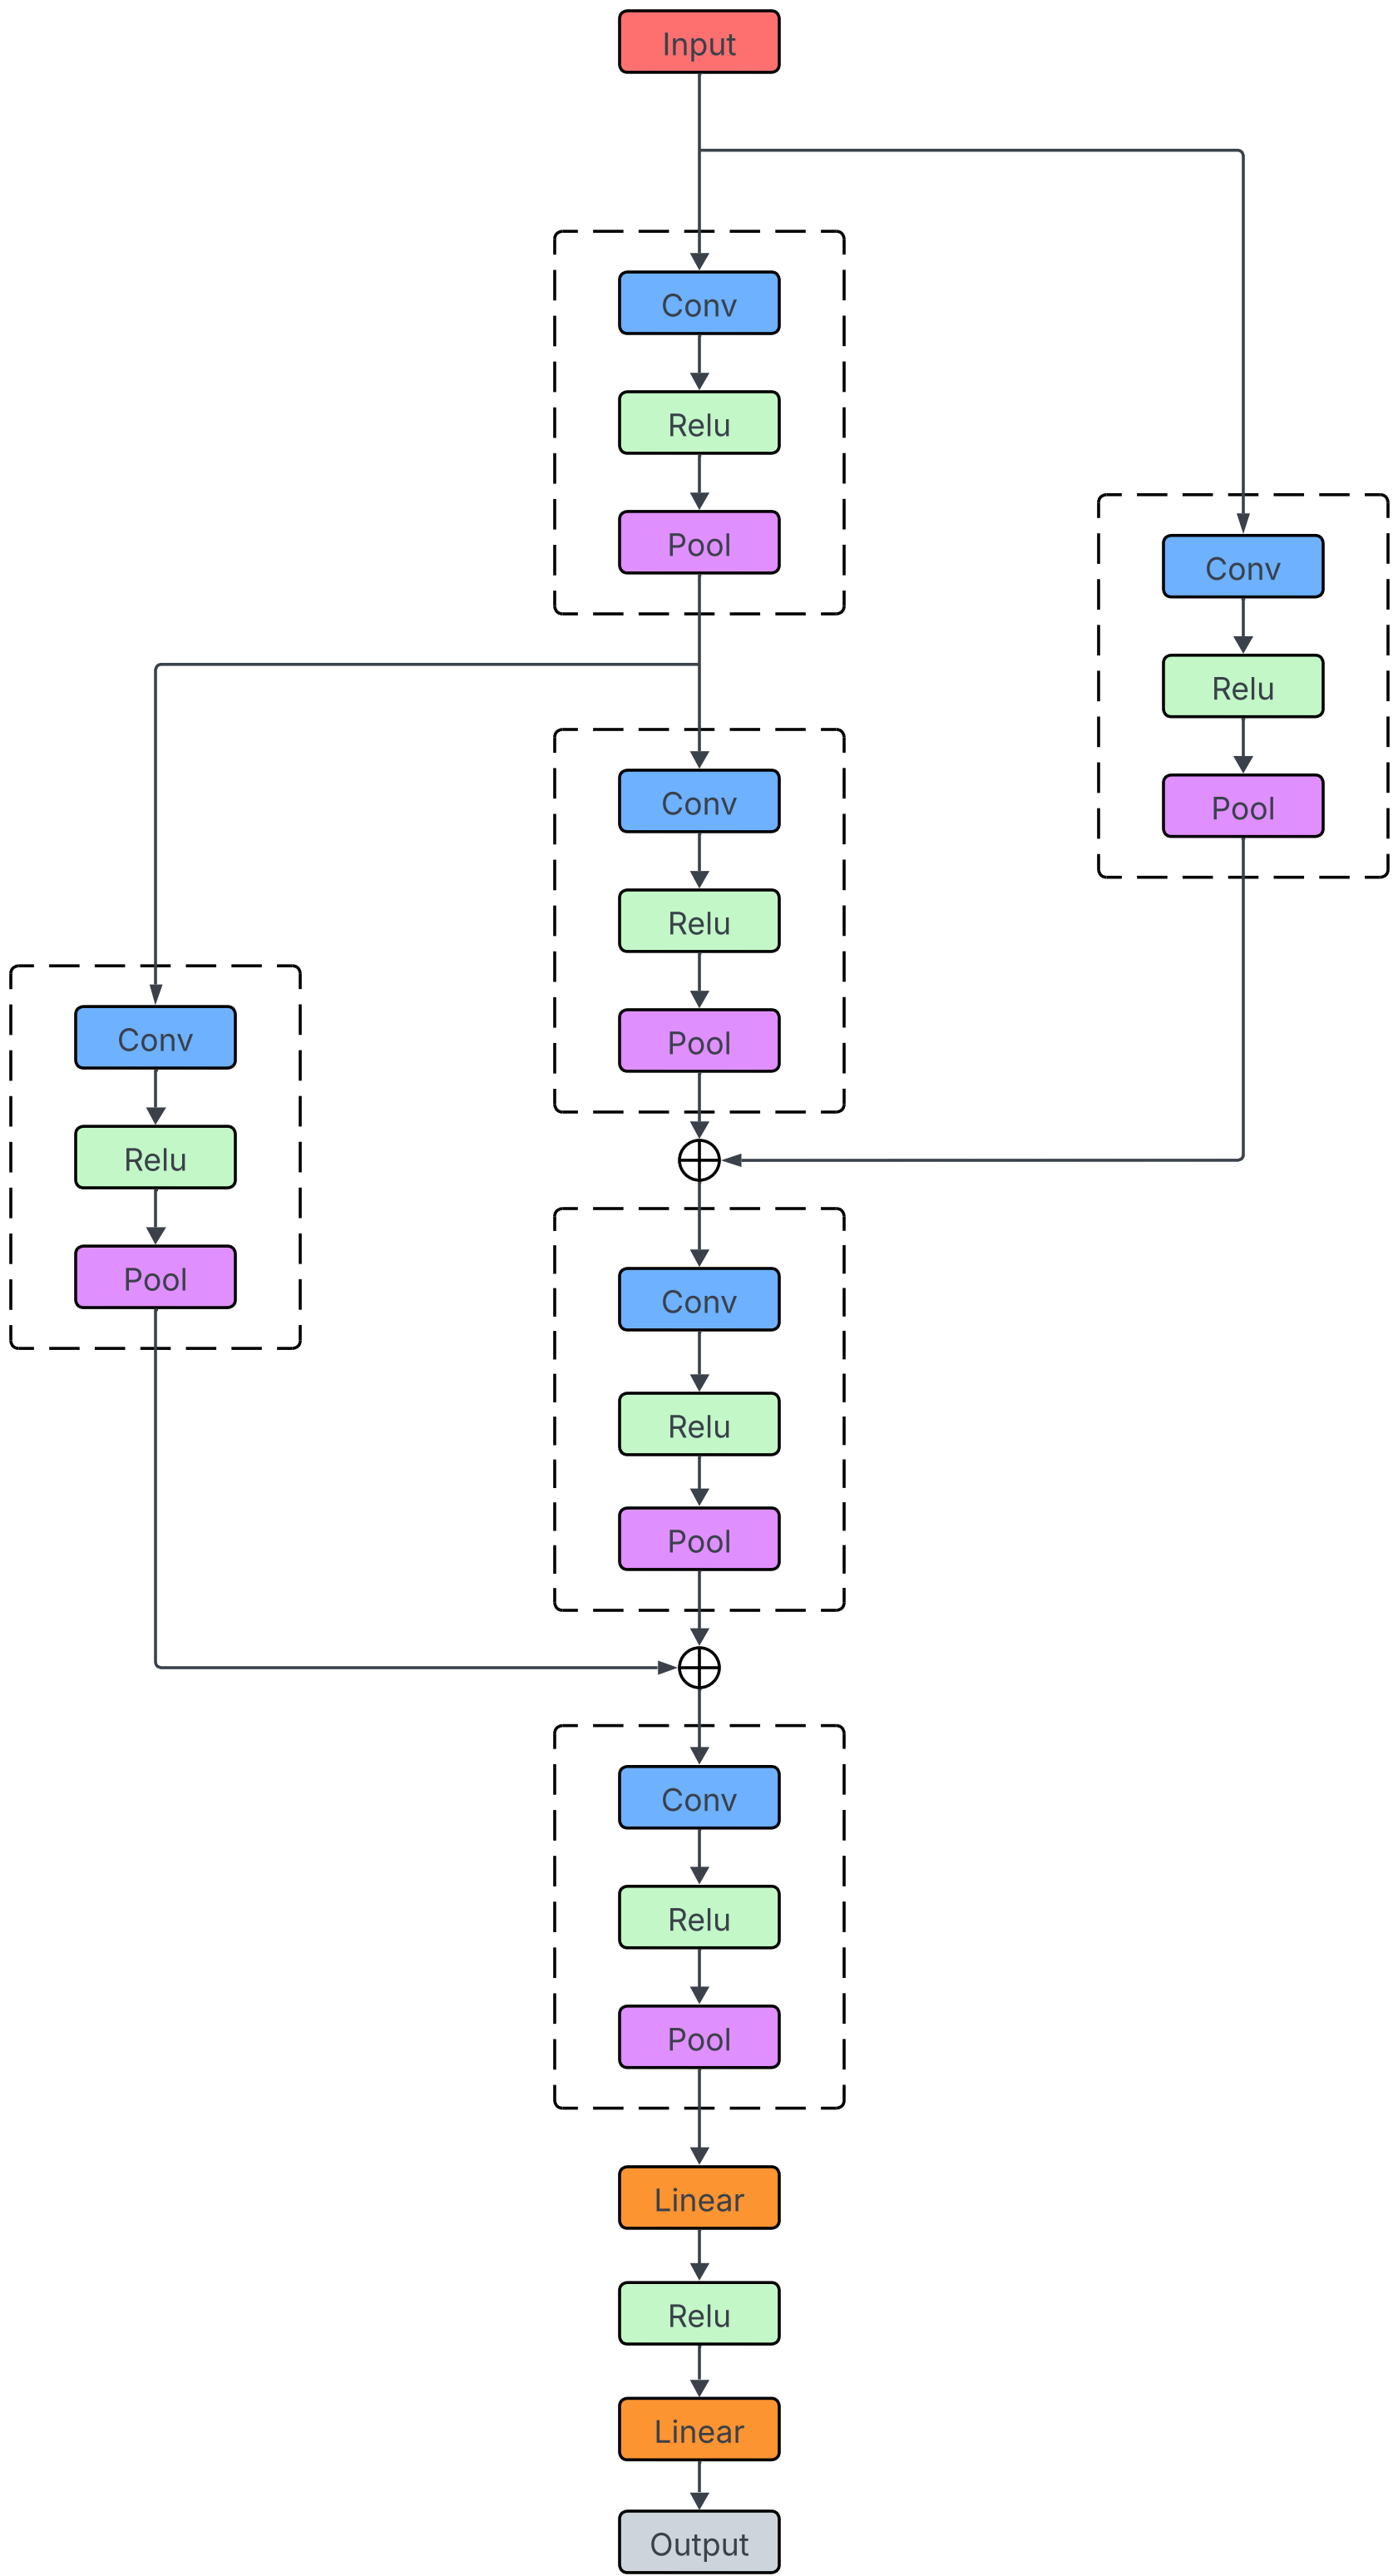 Input
Conv
Relu
Pool
Conv
Relu
Pool
Conv
Relu
Pool
Conv
Relu
Pool
Conv
Relu
Pool
Conv
Relu
Pool
Linear
Relu
Linear
Output